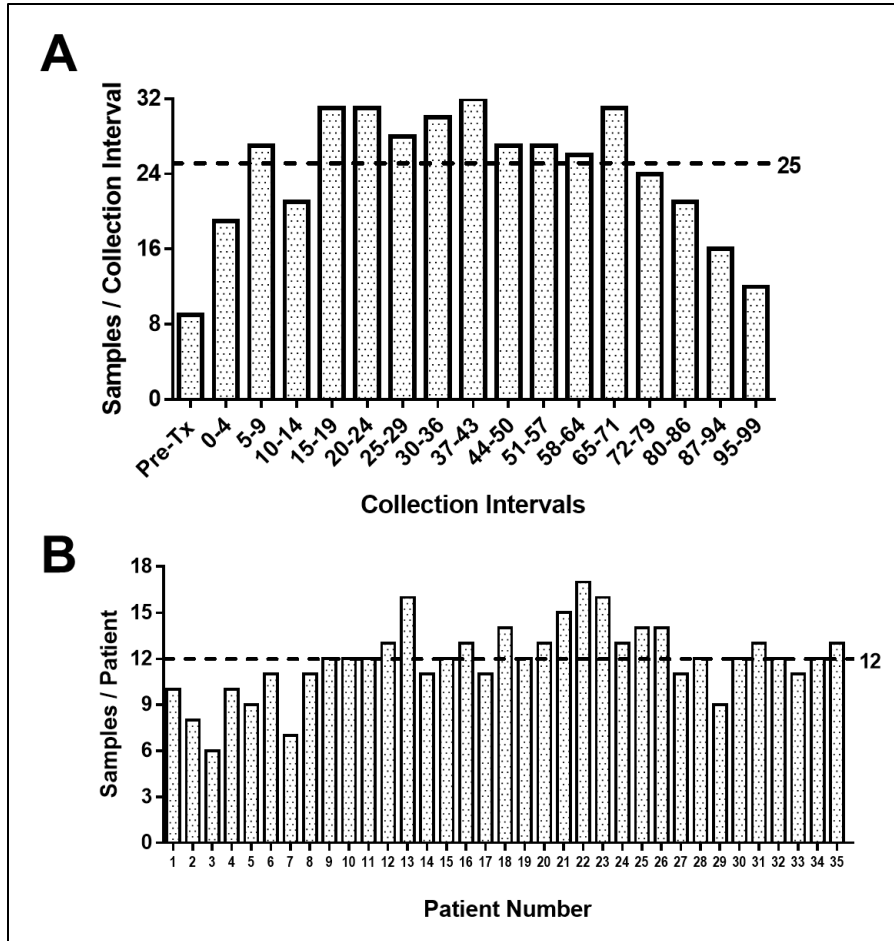 A
Samples / Collection Interval
32
24
16
8
0
25
Pre-Tx 0-4 5-9 10-14 15-19 20-24 25-29 30-36 37-43 44-50 51-57 58-64 65-71 72-79 80-86 87-94 95-99
Collection Intervals
B
Samples / Patient
18
15
12
9
6
3
0
12
1 2 3 4 5 6 7 8 9 10 11 12 13 14 15 16 17 18 19 20 21 22 23 24 25 26 27 28 29 30 31 32 33 34 35
Patient Number